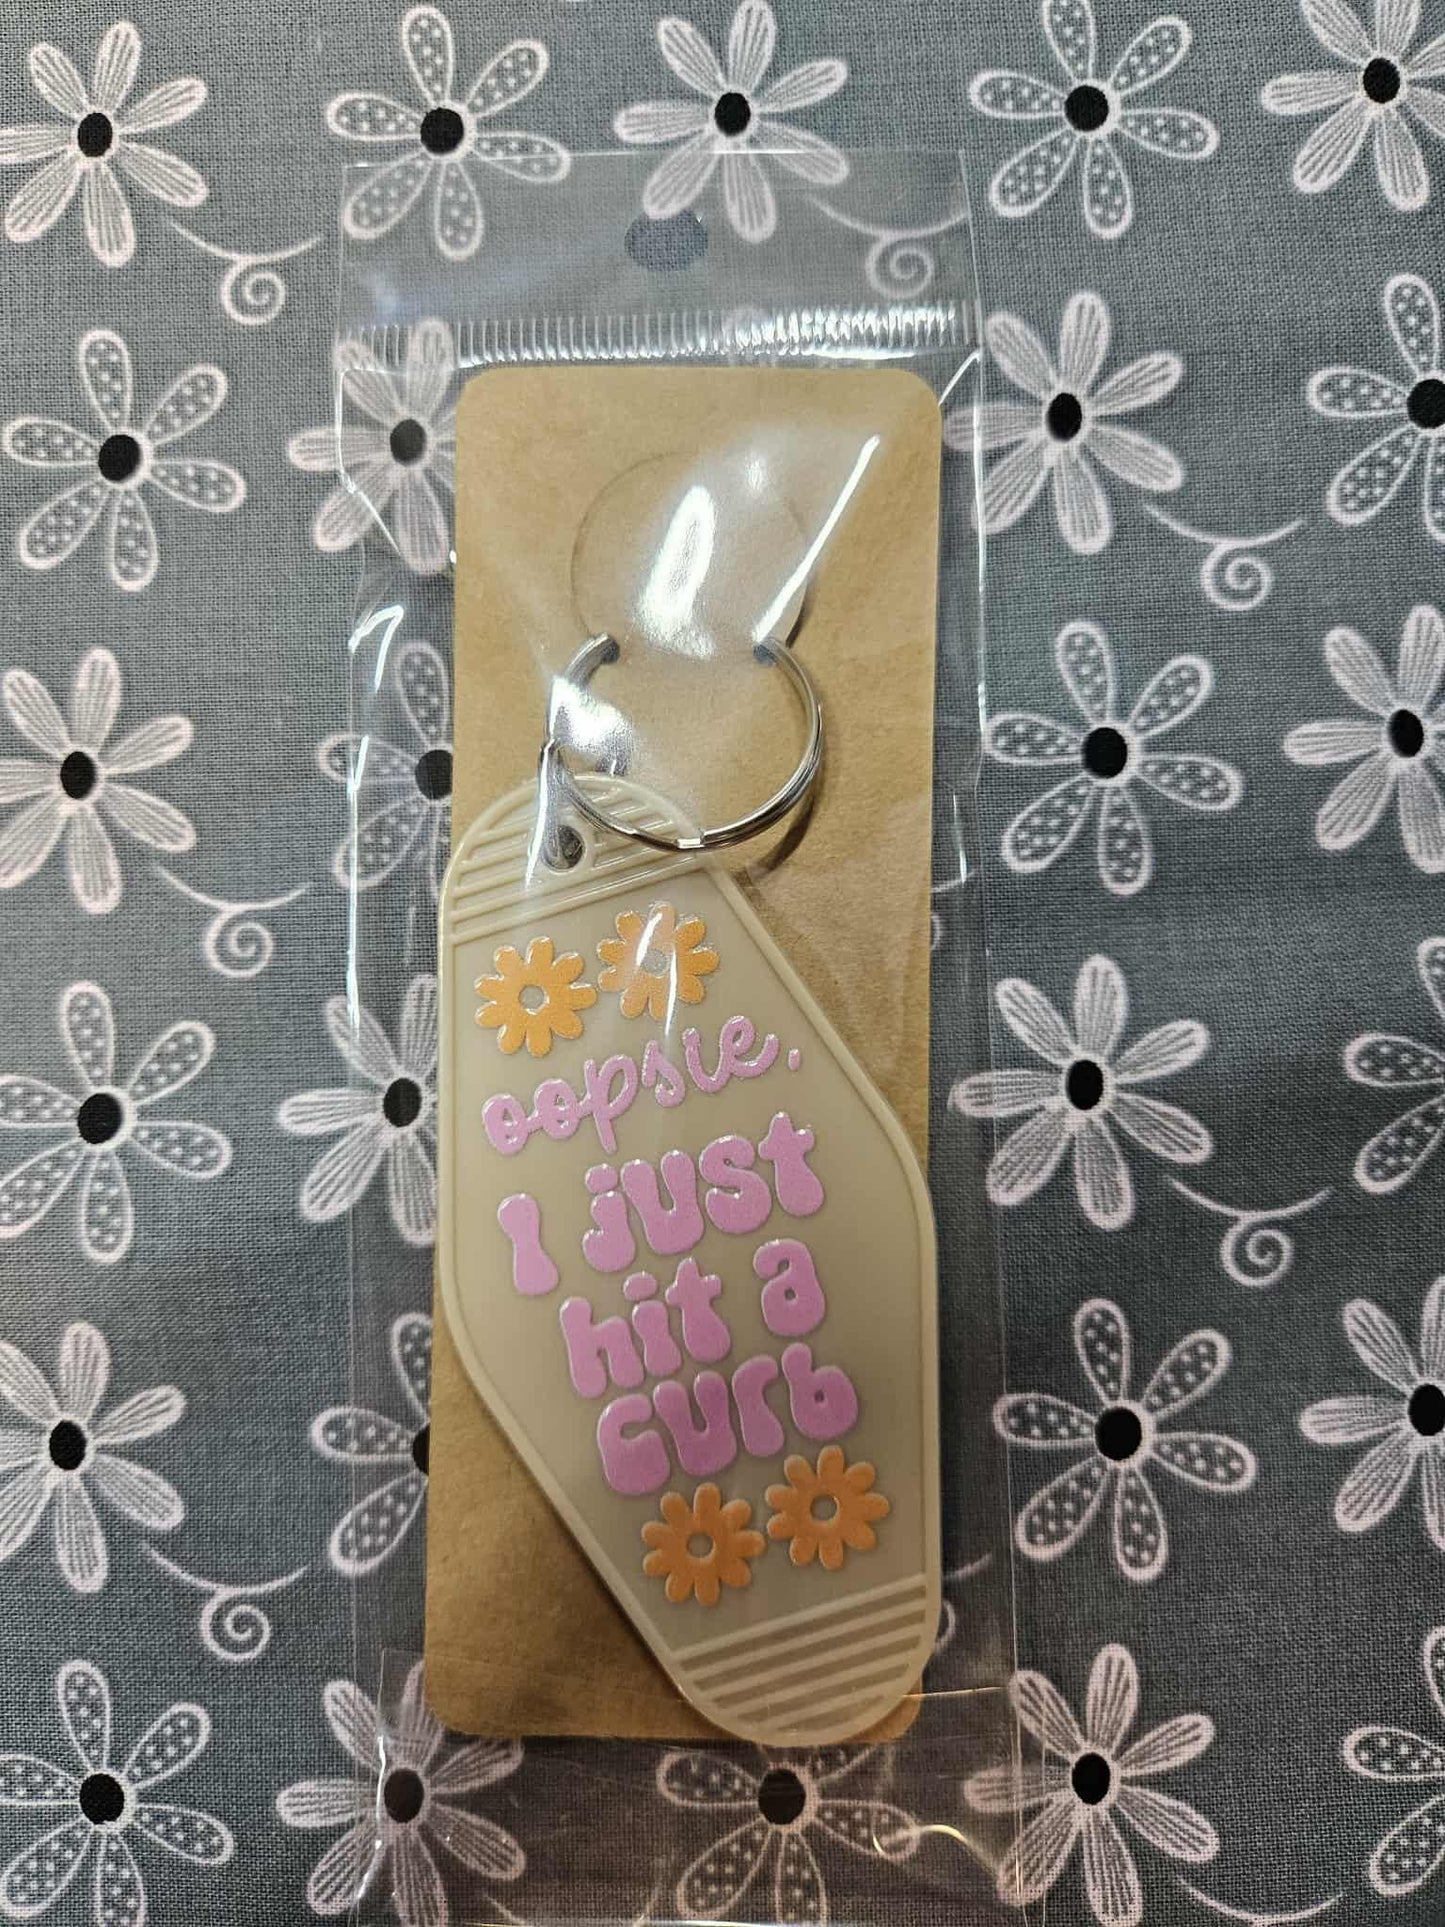 oopsie,
I just
hit a
curb